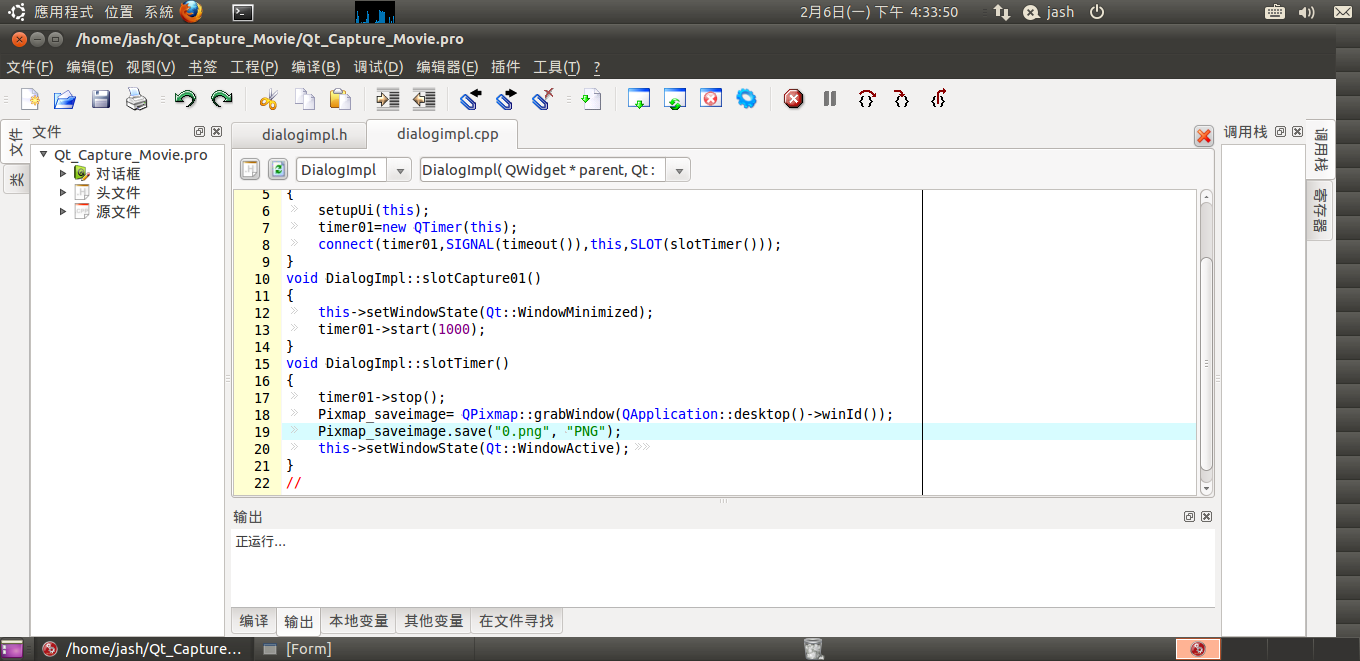 應用程式 位置 系統 2月6日(一) 下午 4:33:50 jash
/home/jash/Qt_Capture_Movie/Qt_Capture_Movie.pro
文件(F) 编辑(E) 视图(V) 书签 工程(P) 编译(B) 调试(D) 编辑器(E) 插件 工具(T) ?
文件
类
文件
Qt_Capture_Movie.pro
对话框
头文件
源文件
dialogimpl.h dialogimpl.cpp
DialogImpl DialogImpl( QWidget * parent, Qt :
5 {
6 setupUi(this);
7 timer01=new QTimer(this);
8 connect(timer01,SIGNAL(timeout()),this,SLOT(slotTimer()));
9 }
10 void DialogImpl::slotCapture01()
11 {
12 this->setWindowState(Qt::WindowMinimized);
13 timer01->start(1000);
14 }
15 void DialogImpl::slotTimer()
16 {
17 timer01->stop();
18 Pixmap_saveimage= QPixmap::grabWindow(QApplication::desktop()->winId());
19 Pixmap_saveimage.save("0.png", "PNG");
20 this->setWindowState(Qt::WindowActive);
21 }
22 //
调用栈
调用栈
寄存器
输出
正运行...
编译 输出 本地变量 其他变量 在文件寻找
/home/jash/Qt_Capture... [Form]